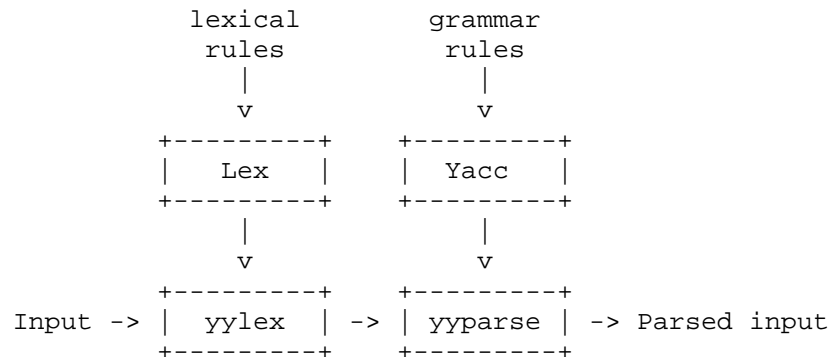 lexical grammar
rules rules
| |
v v
+---------+ +---------+
| Lex | | Yacc |
+---------+ +---------+
| |
v v
+---------+ +---------+
Input -> | yylex | -> | yyparse | -> Parsed input
+---------+ +---------+